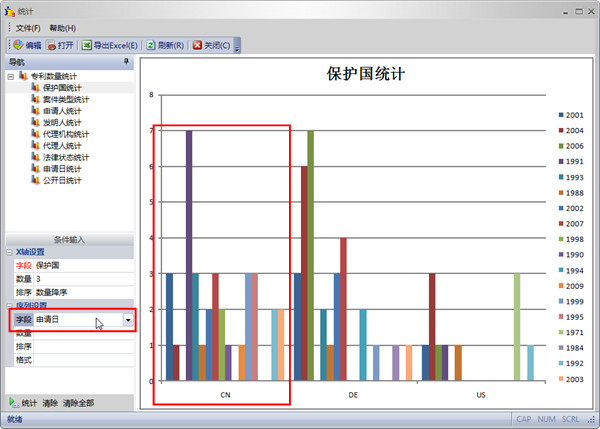 统计
文件(F) 帮助(H)
编辑 打开 导出Excel(E) 刷新(R) 关闭(C)
导航
专利数量统计
保护国统计
案件类型统计
申请人统计
发明人统计
代理机构统计
代理人统计
法律状态统计
申请日统计
公开日统计
条件输入
X轴设置
字段 保护国
数量 3
排序 数量降序
序列设置
字段 申请日
数量
排序
格式
统计 清除 清除全部
保护国统计
8
7
6
5
4
3
2
1
0
CN DE US
2001
2004
2006
1991
1993
1988
2002
2007
1998
1990
1994
2009
1999
1995
1971
1984
1992
2003
就绪 CAP NUM SCRL